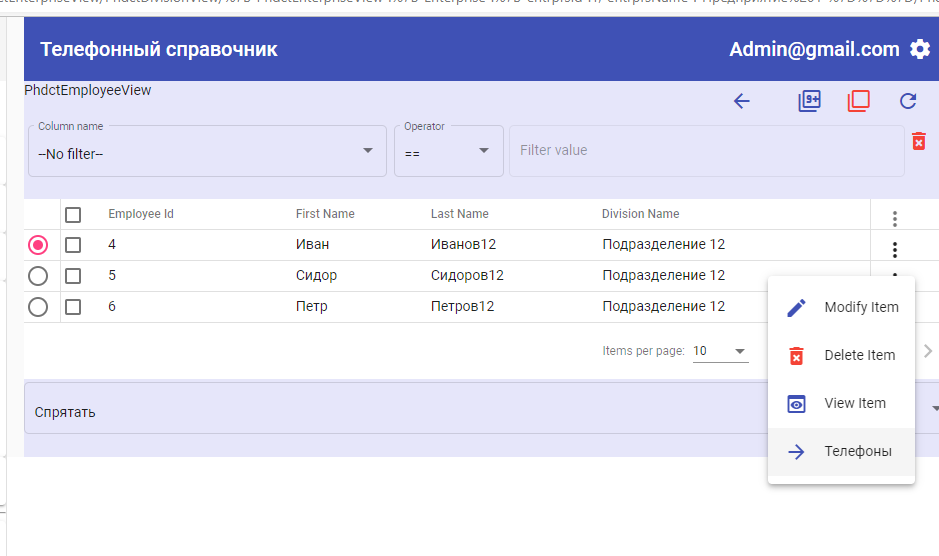 Телефонный справочник
Admin@gmail.com
PhdctEmployeeView
9+
Column name
--No filter--
Operator
==
Filter value
Employee Id First Name Last Name Division Name
4 Иван Иванов12 Подразделение 12
5 Сидор Сидоров12 Подразделение 12
6 Петр Петров12 Подразделение 12
Items per page: 10
Спрятать
Modify Item
Delete Item
View Item
Телефоны